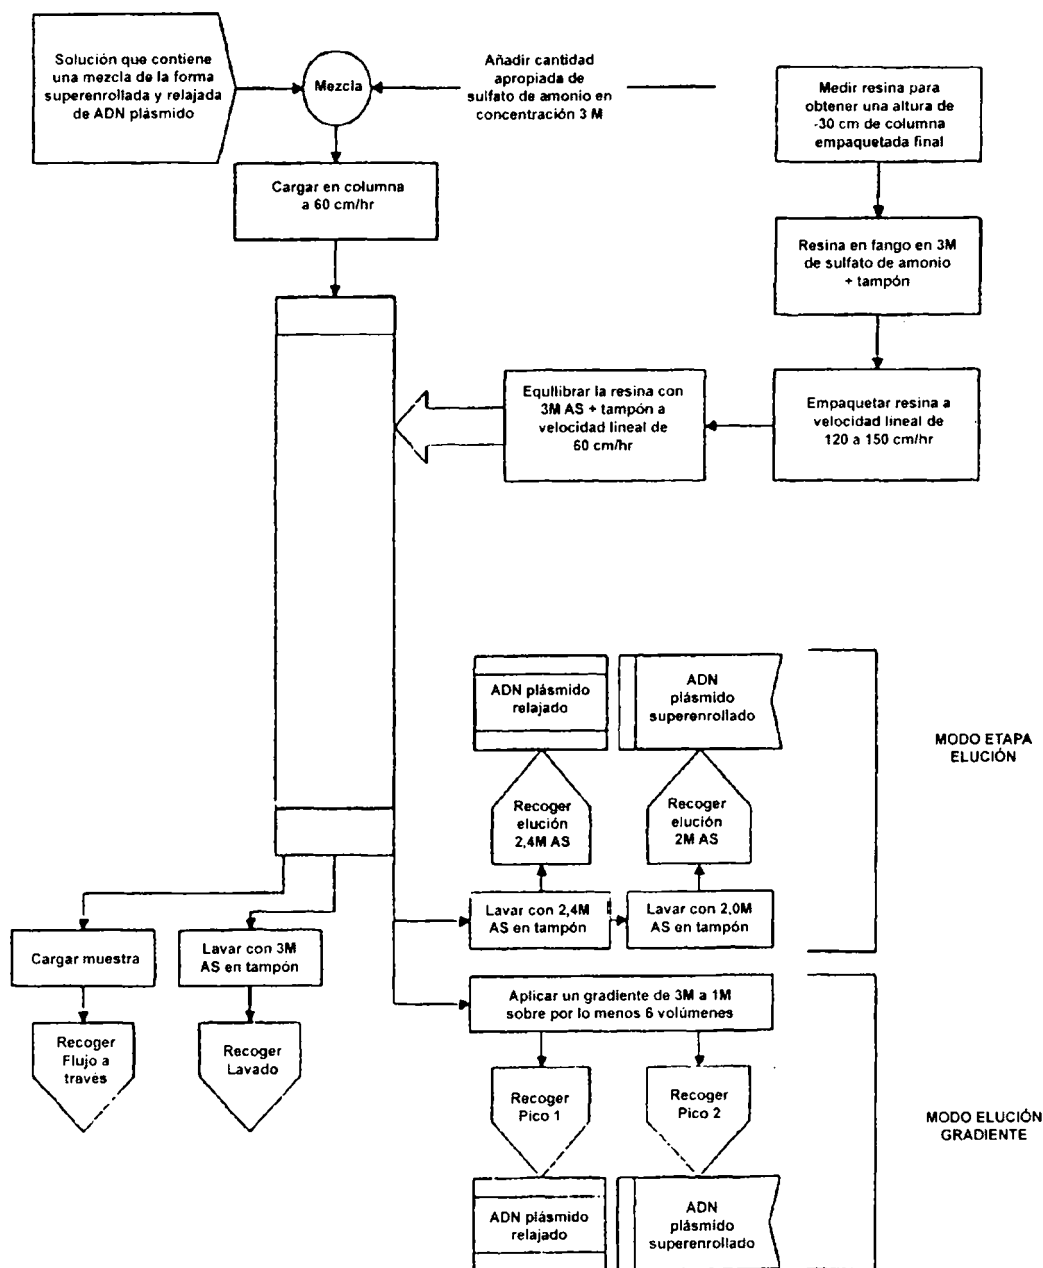 Solución que contiene
una mezcla de la forma
superenrollada y relajada
de ADN plásmido
Mezcla
Añadir cantidad
apropiada de
sulfato de amonio en
concentración 3 M
Medir resina para
obtener una altura de
-30 cm de columna
empaquetada final
Cargar en columna
a 60 cm/hr
Resina en fango en 3M
de sulfato de amonio
+ tampón
Equilibrar la resina con
3M AS + tampón a
velocidad lineal de
60 cm/hr
Empaquetar resina a
velocidad lineal de
120 a 150 cm/hr
ADN plásmido
relajado
ADN
plásmido
superenrollado
MODO ETAPA
ELUCIÓN
Recoger
elución
2,4M AS
Recoger
elución
2M AS
Lavar con 2,4M
AS en tampón
Lavar con 2,0M
AS en tampón
Cargar muestra
Lavar con 3M
AS en tampón
Aplicar un gradiente de 3M a 1M
sobre por lo menos 6 volúmenes
Recoger
Flujo a
través
Recoger
Lavado
Recoger
Pico 1
Recoger
Pico 2
MODO ELUCIÓN
GRADIENTE
ADN plásmido
relajado
ADN
plásmido
superenrollado